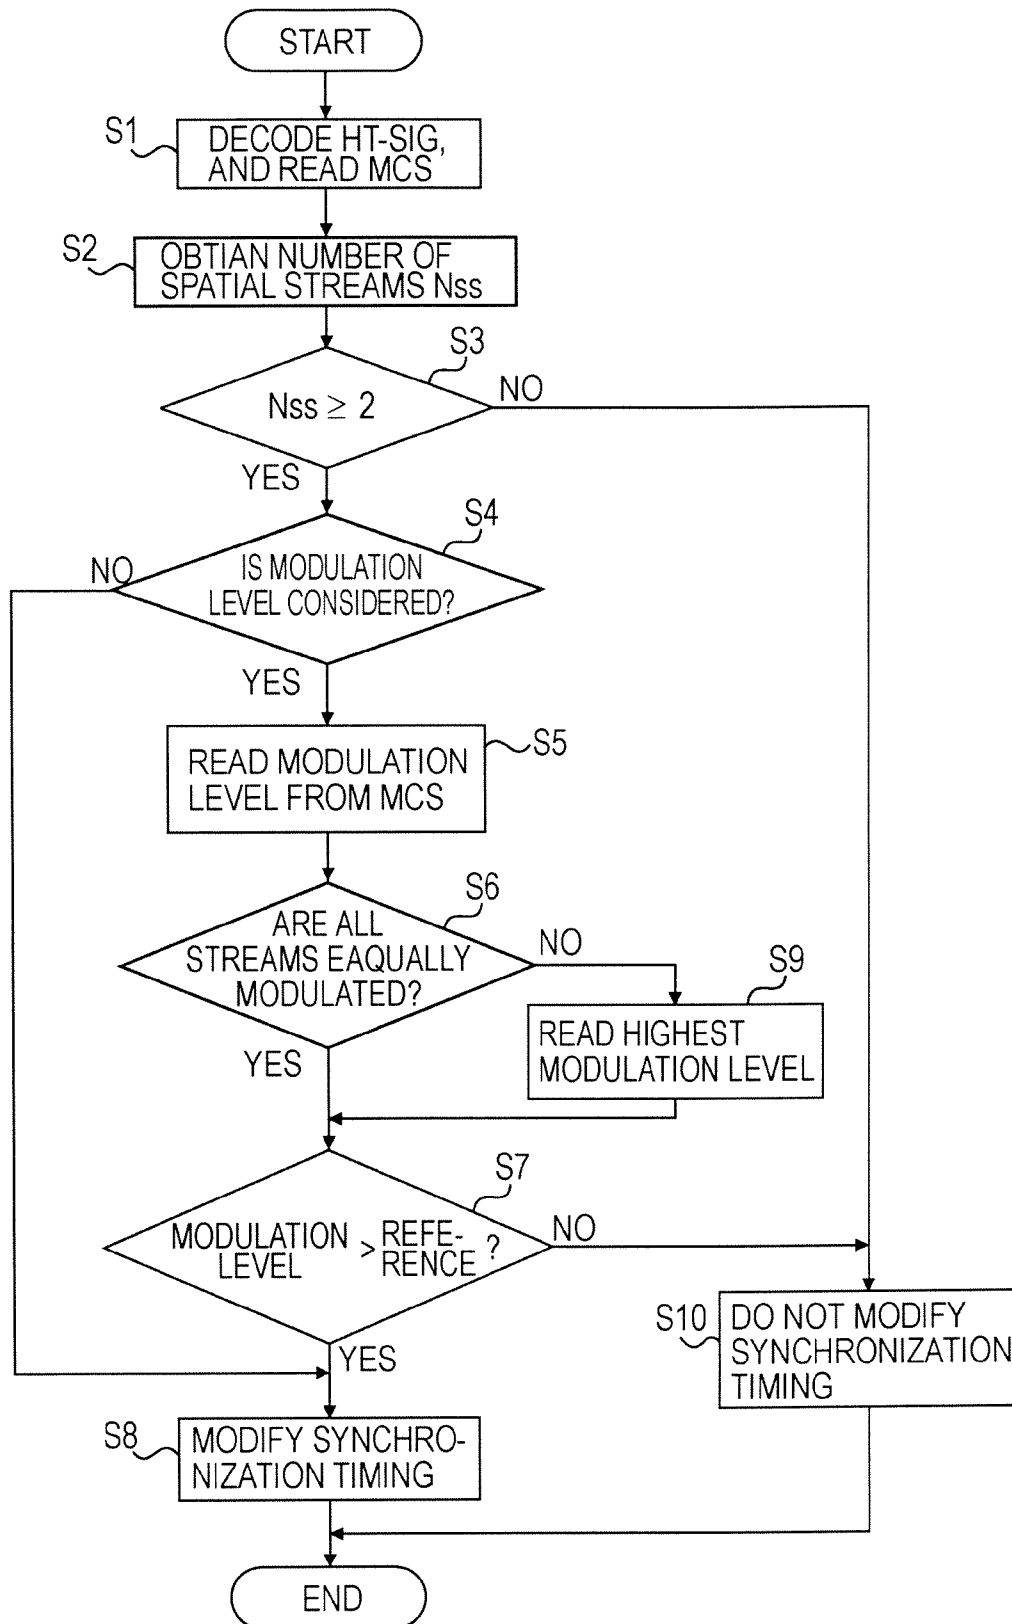 START
S1
DECODE HT-SIG,
AND READ MCS
S2
OBTIAN NUMBER OF
SPATIAL STREAMS Nss
S3
Nss ≥ 2
NO
YES
S4
IS MODULATION
LEVEL CONSIDERED?
NO
YES
S5
READ MODULATION
LEVEL FROM MCS
S6
ARE ALL
STREAMS EAQUALLY
MODULATED?
NO
YES
S9
READ HIGHEST
MODULATION LEVEL
S7
MODULATION
LEVEL
>
REFE-
RENCE
?
NO
YES
S10
DO NOT MODIFY
SYNCHRONIZATION
TIMING
S8
MODIFY SYNCHRO-
NIZATION TIMING
END